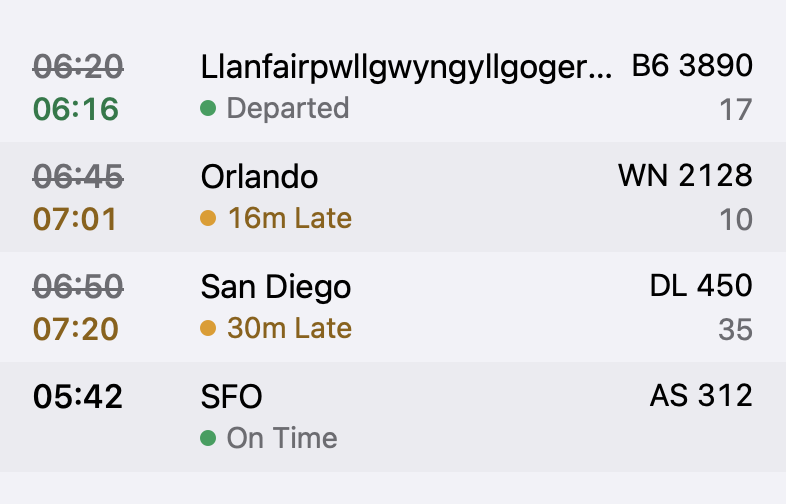 06:20 Llanfairpwllgwyngyllgoger... B6 3890
06:16 Departed 17
06:45 Orlando WN 2128
07:01 16m Late 10
06:50 San Diego DL 450
07:20 30m Late 35
05:42 SFO AS 312
On Time